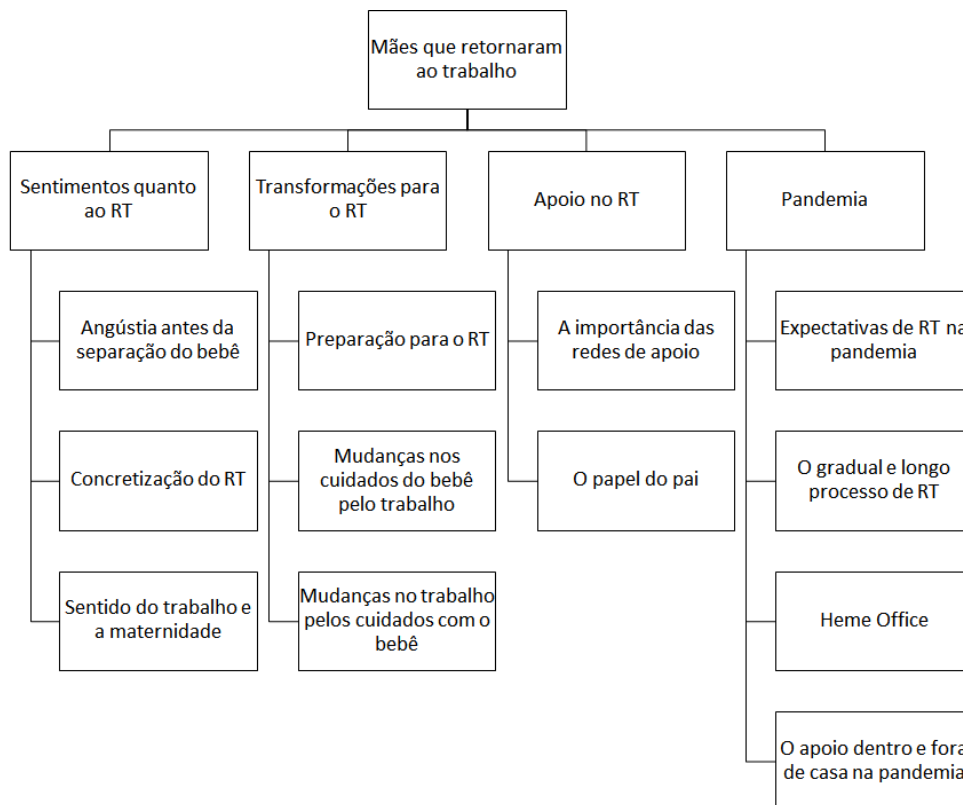 Mães que retornaram
ao trabalho
Sentimentos quanto
ao RT
Transformações para
o RT
Apoio no RT
Pandemia
Angústia antes da
separação do bebê
Concretização do RT
Sentido do trabalho e
a maternidade
Preparação para o RT
Mudanças nos
cuidados do bebê
pelo trabalho
Mudanças no trabalho
pelos cuidados com o
bebê
A importância das
redes de apoio
O papel do pai
Expectativas de RT na
pandemia
O gradual e longo
processo de RT
Heme Office
O apoio dentro e fora
de casa na pandemia